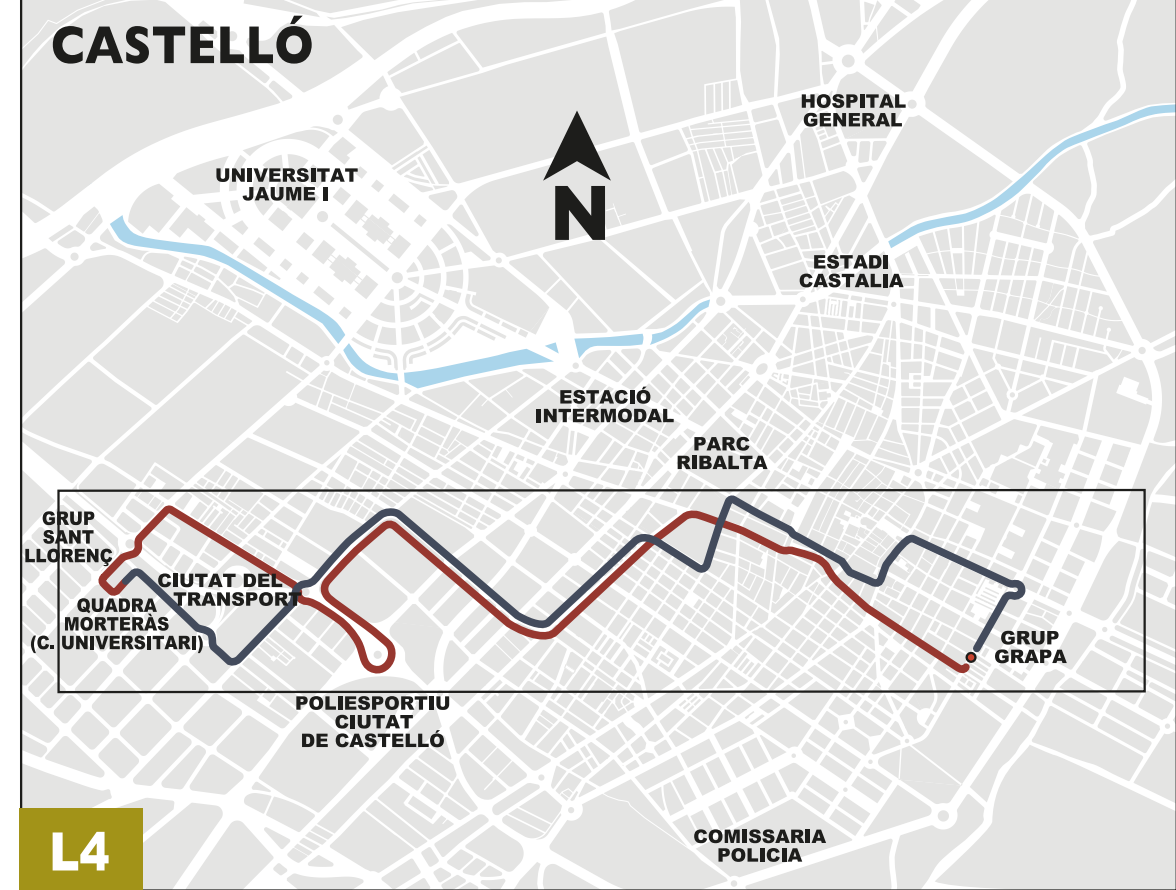 CASTELLÓ
HOSPITAL
GENERAL
UNIVERSITAT
JAUME I
N
ESTADI
CASTALIA
ESTACIÓ
INTERMODAL
PARC
RIBALTA
GRUP
SANT
LLORENÇ
CIUTAT DEL
TRANSPORT
QUADRA
MORTERÀS
(C. UNIVERSITARI)
GRUP
GRAPA
POLIESPORTIU
CIUTAT
DE CASTELLÓ
COMISSARIA
POLICIA
L4